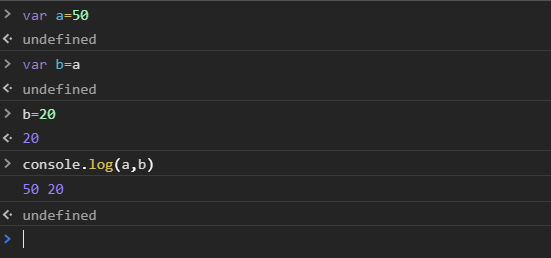 > var a=50
<· undefined
> var b=a
<· undefined
> b=20
<· 20
> console.log(a,b)
50 20
<· undefined
>